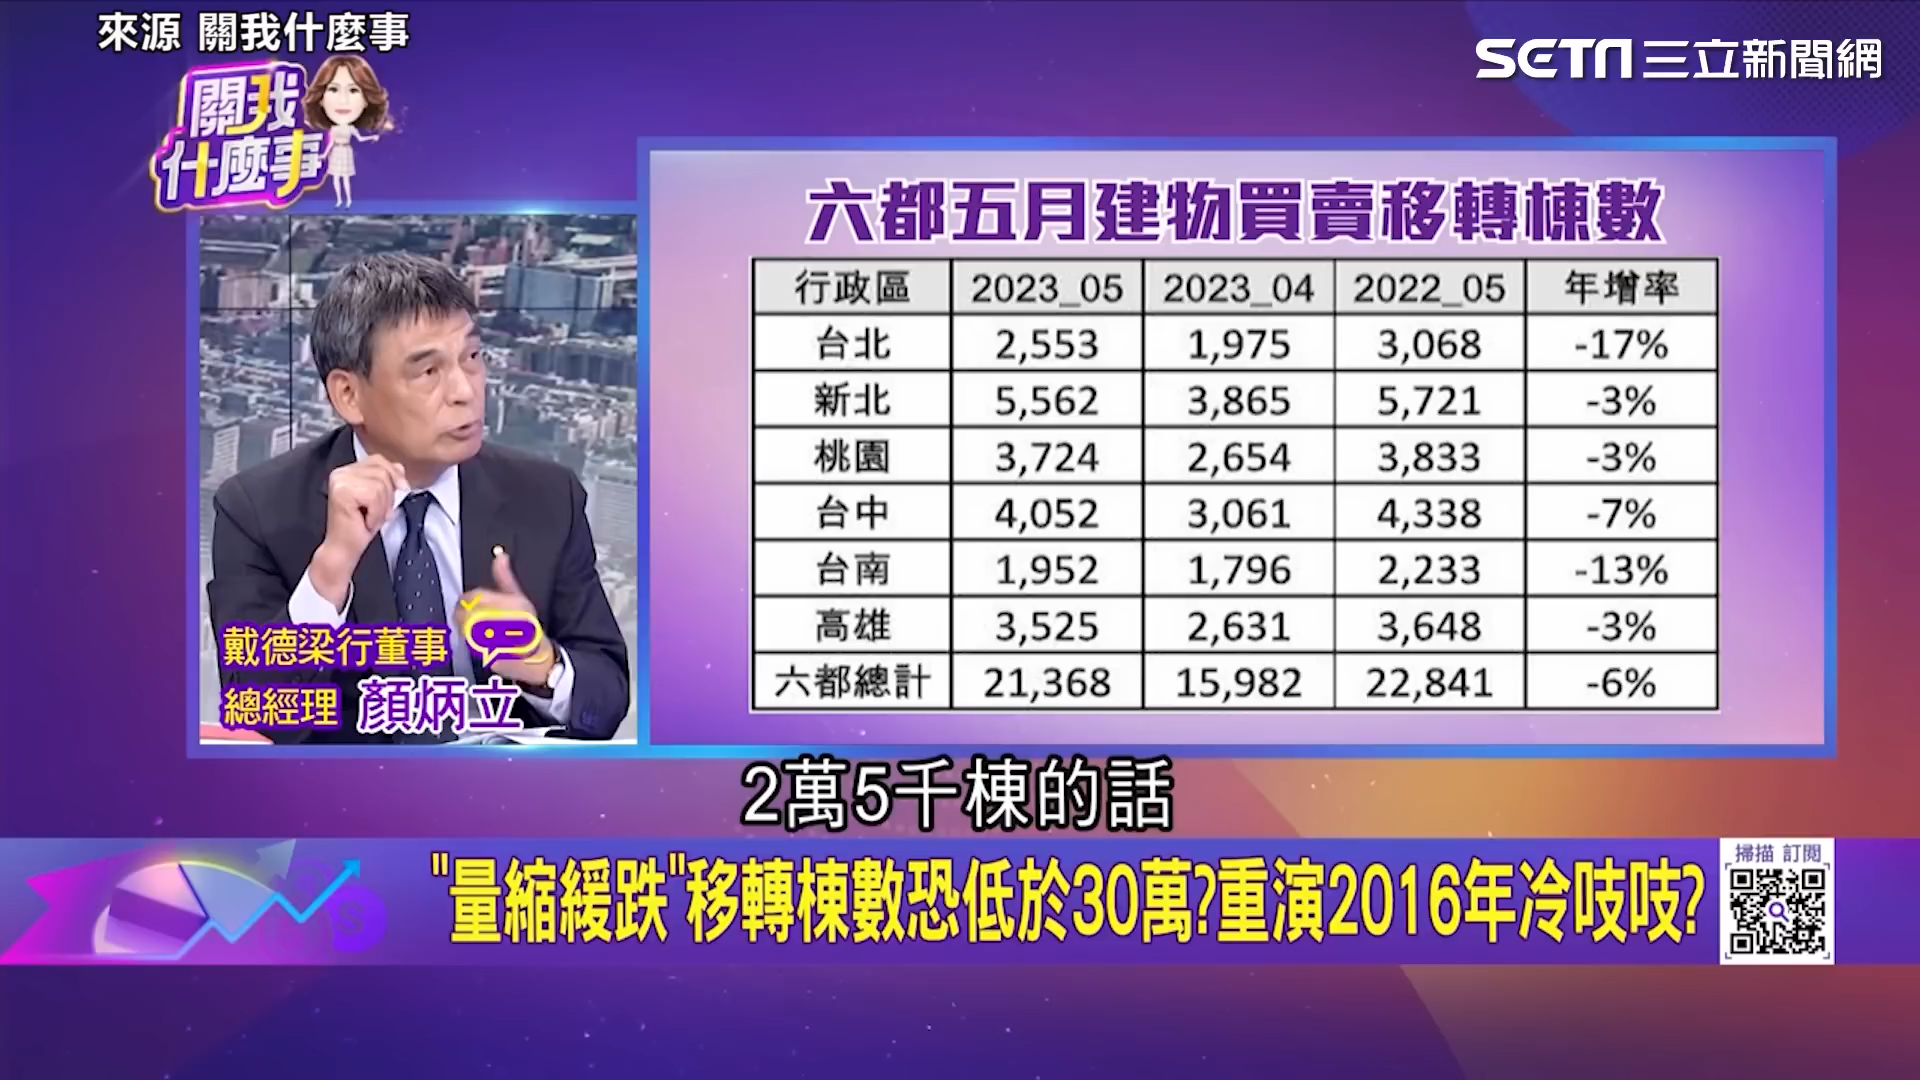 來源 關我什麼事
SETN三立新聞網
關我
什麼事
六都五月建物買賣移轉棟數
行政區 2023_05 2023_04 2022_05 年增率
台北 2,553 1,975 3,068 -17%
新北 5,562 3,865 5,721 -3%
桃園 3,724 2,654 3,833 -3%
台中 4,052 3,061 4,338 -7%
台南 1,952 1,796 2,233 -13%
高雄 3,525 2,631 3,648 -3%
六都總計 21,368 15,982 22,841 -6%
戴德梁行董事
總經理 顏炳立
2萬5千棟的話
"量縮緩跌"移轉棟數恐低於30萬?重演2016年冷吱吱?
掃描 訂閱